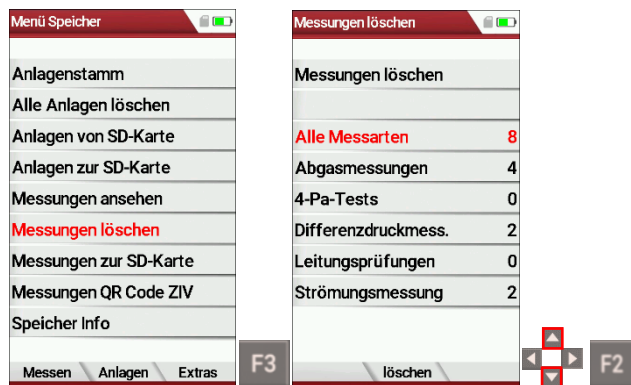 Menü Speicher
Anlagenstamm
Alle Anlagen löschen
Anlagen von SD-Karte
Anlagen zur SD-Karte
Messungen ansehen
Messungen löschen
Messungen zur SD-Karte
Messungen QR Code ZIV
Speicher Info
Messen Anlagen Extras
F3
Messungen löschen
Messungen löschen
Alle Messarten 8
Abgasmessungen 4
4-Pa-Tests 0
Differenzdruckmess. 2
Leitungsprüfungen 0
Strömungsmessung 2
löschen
F2